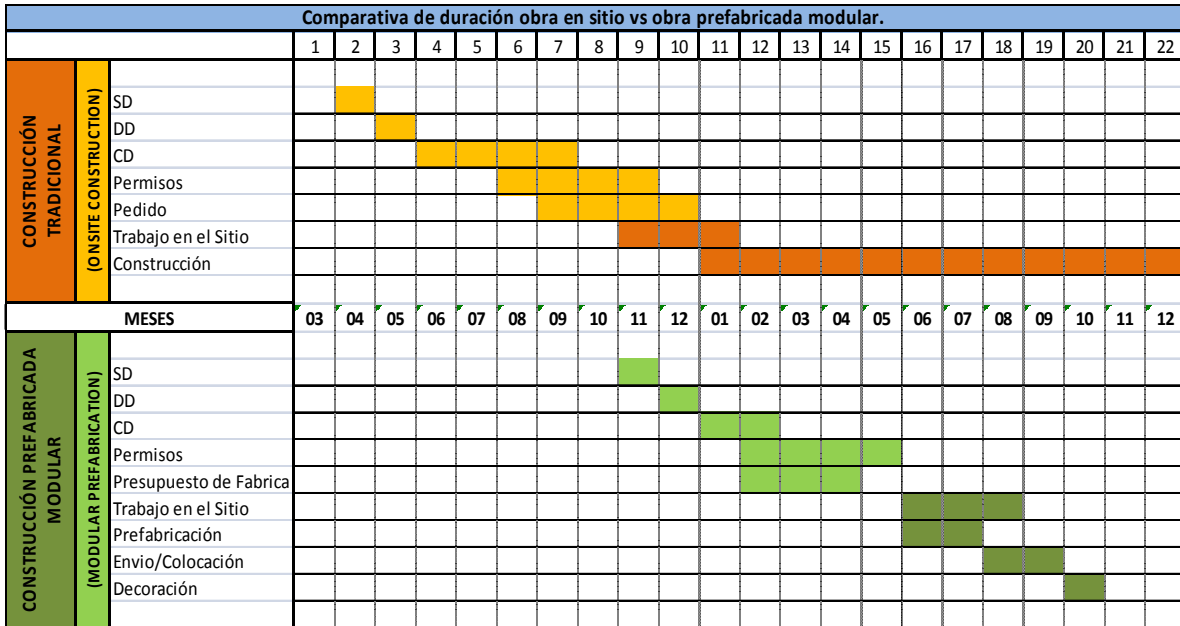 Comparativa de duración obra en sitio vs obra prefabricada modular.
1 2 3 4 5 6 7 8 9 10 11 12 13 14 15 16 17 18 19 20 21 22
CONSTRUCCIÓN
TRADICIONAL
(ONSITE CONSTRUCTION)
SD
DD
CD
Permisos
Pedido
Trabajo en el Sitio
Construcción
MESES 03 04 05 06 07 08 09 10 11 12 01 02 03 04 05 06 07 08 09 10 11 12
CONSTRUCCIÓN PREFABRICADA
MODULAR
(MODULAR PREFABRICATION)
SD
DD
CD
Permisos
Presupuesto de Fabrica
Trabajo en el Sitio
Prefabricación
Envio/Colocación
Decoración